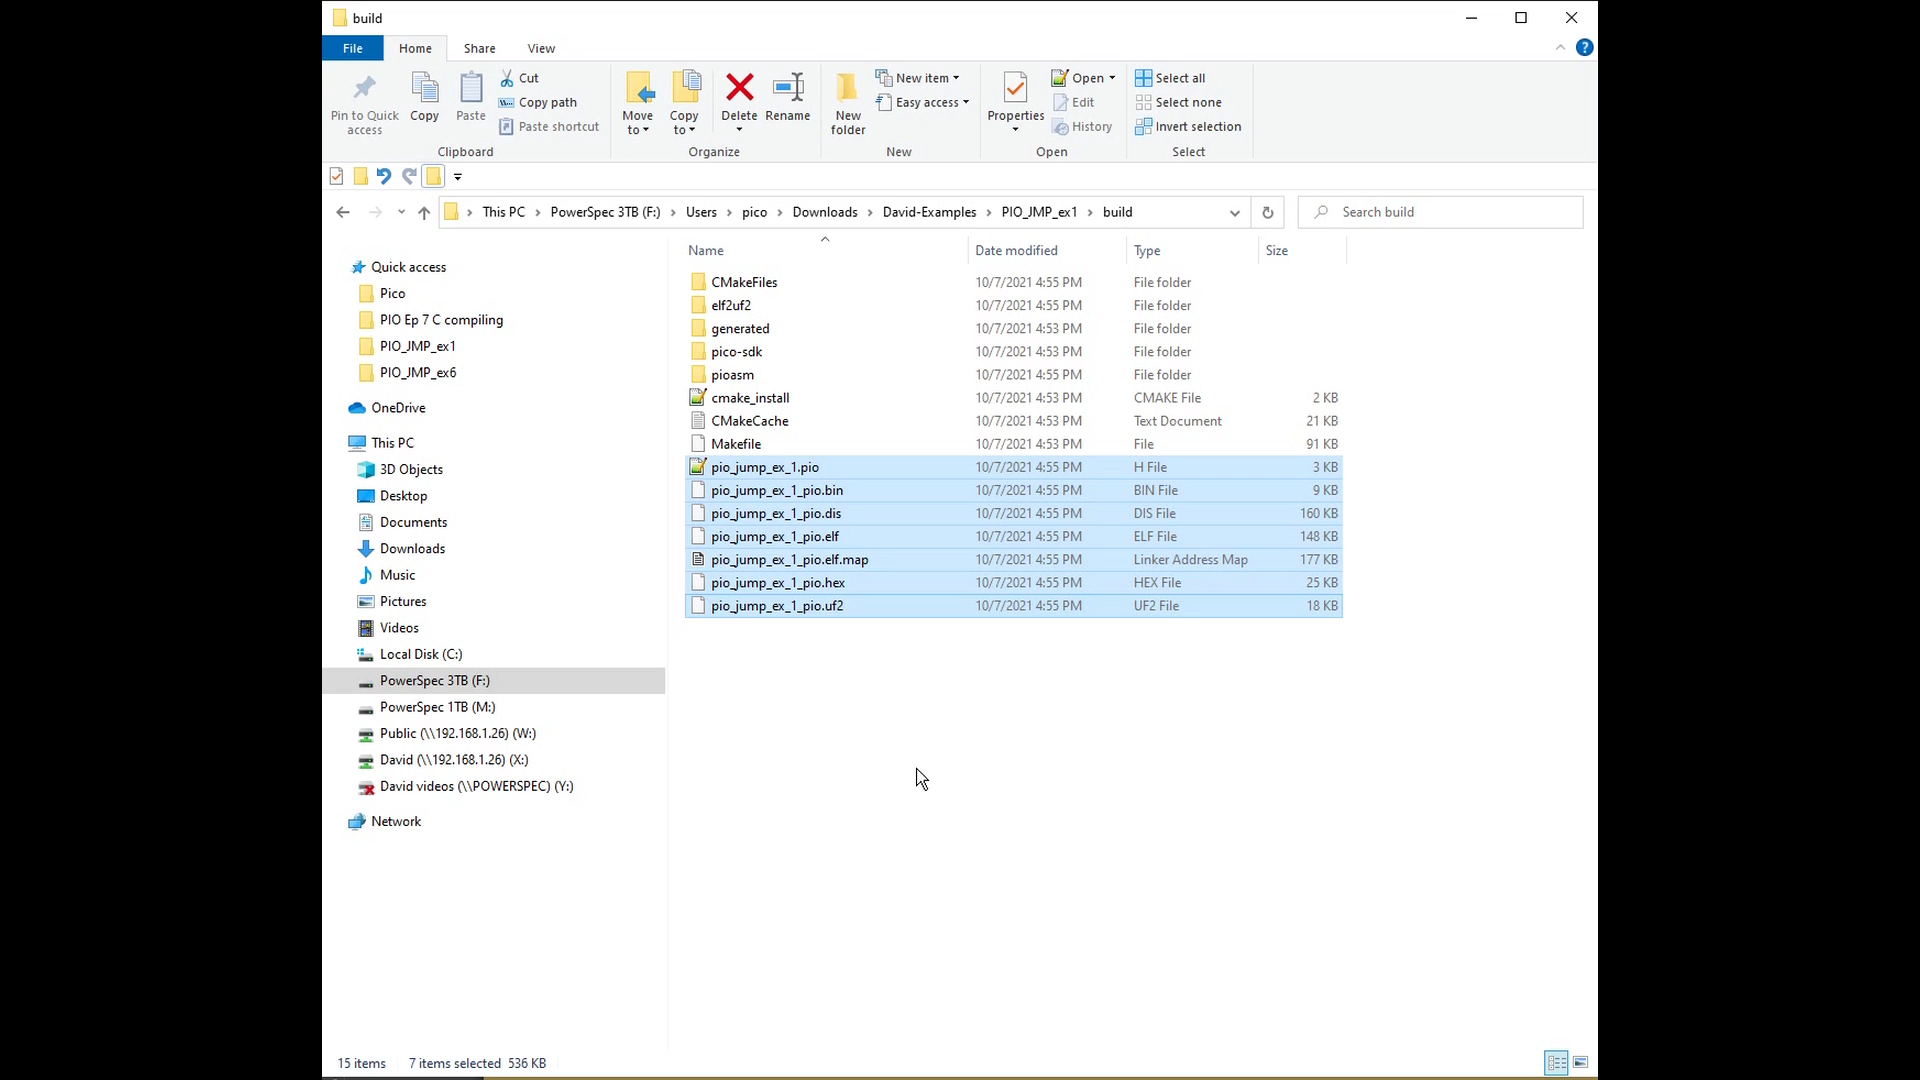 build
File Home Share View
Pin to Quick access
Copy
Paste
Cut
Copy path
Paste shortcut
Clipboard
Move to
Copy to
Delete
Rename
Organize
New folder
New item
Easy access
New
Properties
Open
Edit
History
Open
Select all
Select none
Invert selection
Select
This PC > PowerSpec 3TB (F:) > Users > pico > Downloads > David-Examples > PIO_JMP_ex1 > build
Search build
Quick access
Pico
PIO Ep 7 C compiling
PIO_JMP_ex1
PIO_JMP_ex6
OneDrive
This PC
3D Objects
Desktop
Documents
Downloads
Music
Pictures
Videos
Local Disk (C:)
PowerSpec 3TB (F:)
PowerSpec 1TB (M:)
Public (\\192.168.1.26) (W:)
David (\\192.168.1.26) (X:)
David videos (\\POWERSPEC) (Y:)
Network
Name Date modified Type Size
CMakeFiles 10/7/2021 4:55 PM File folder
elf2uf2 10/7/2021 4:55 PM File folder
generated 10/7/2021 4:53 PM File folder
pico-sdk 10/7/2021 4:53 PM File folder
pioasm 10/7/2021 4:55 PM File folder
cmake_install 10/7/2021 4:53 PM CMAKE File 2 KB
CMakeCache 10/7/2021 4:53 PM Text Document 21 KB
Makefile 10/7/2021 4:53 PM File 91 KB
pio_jump_ex_1.pio 10/7/2021 4:55 PM H File 3 KB
pio_jump_ex_1_pio.bin 10/7/2021 4:55 PM BIN File 9 KB
pio_jump_ex_1_pio.dis 10/7/2021 4:55 PM DIS File 160 KB
pio_jump_ex_1_pio.elf 10/7/2021 4:55 PM ELF File 148 KB
pio_jump_ex_1_pio.elf.map 10/7/2021 4:55 PM Linker Address Map 177 KB
pio_jump_ex_1_pio.hex 10/7/2021 4:55 PM HEX File 25 KB
pio_jump_ex_1_pio.uf2 10/7/2021 4:55 PM UF2 File 18 KB
15 items 7 items selected 536 KB